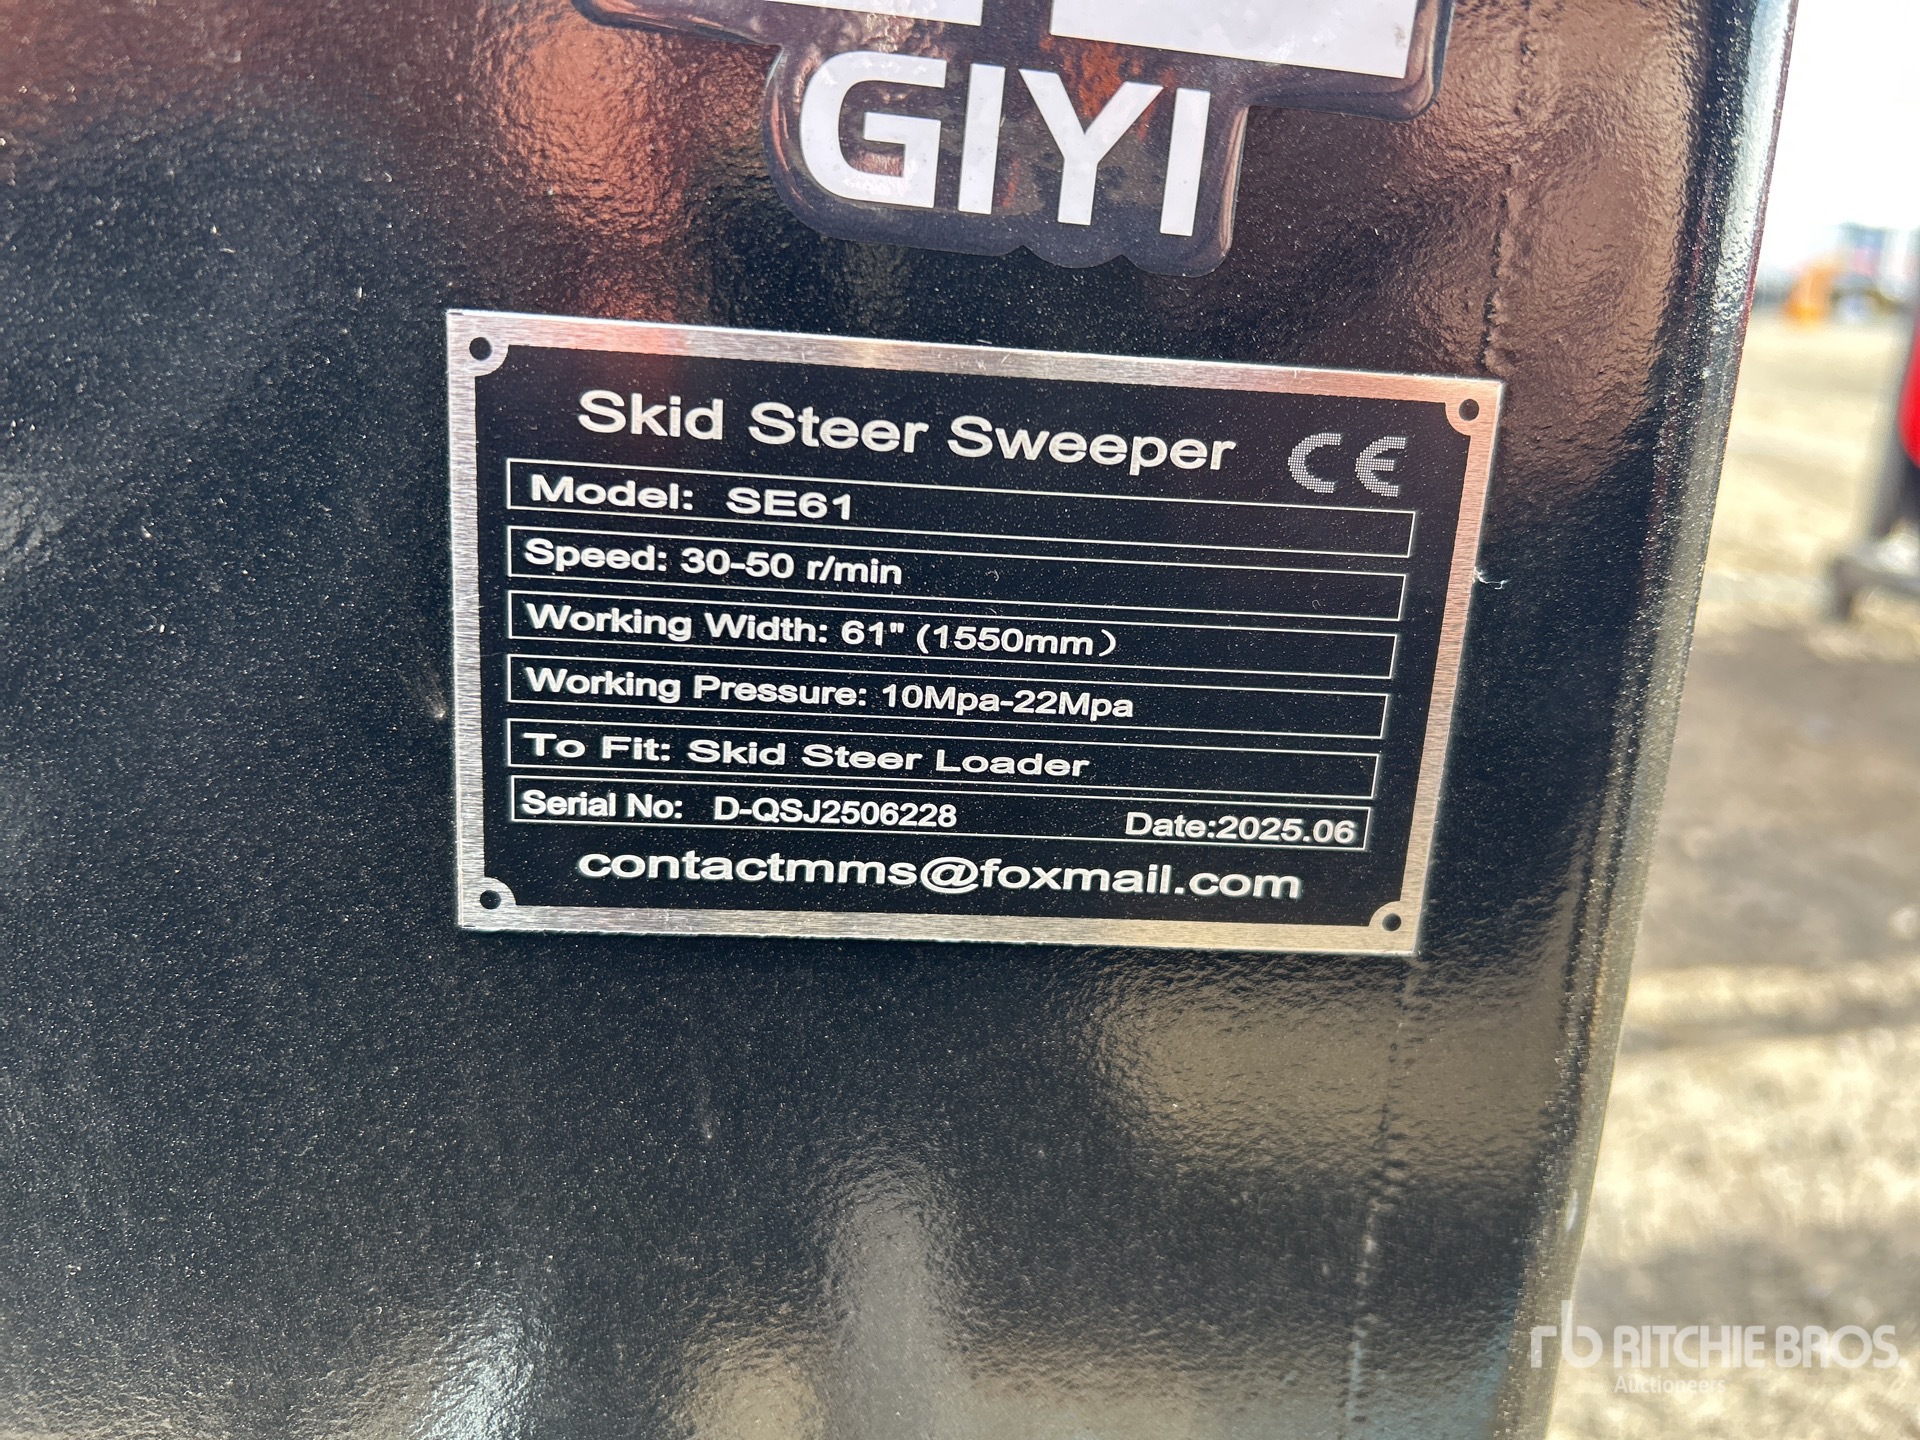 GIYI
Skid Steer Sweeper CE
Model: SE61
Speed: 30-50 r/min
Working Width: 61" (1550mm）
Working Pressure: 10Mpa-22Mpa
To Fit: Skid Steer Loader
Serial No: D-QSJ2506228 Date:2025.06
contactmms@foxmail.com
rb RITCHIE BROS.
Auctioneers